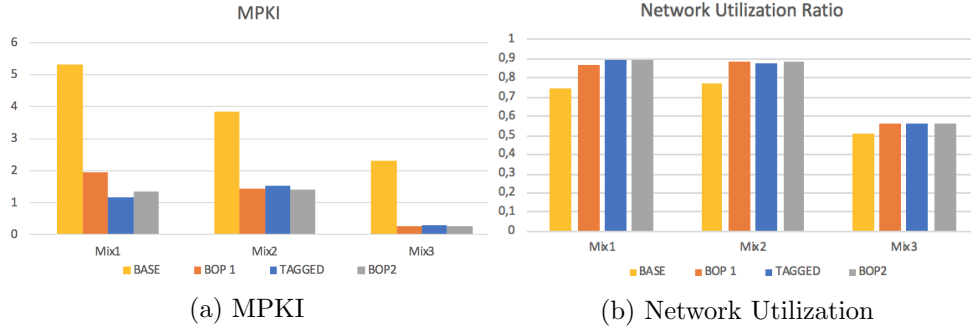 MPKI
6
5
4
3
2
1
0
Mix1 Mix2 Mix3
BASE BOP 1 TAGGED BOP2
(a) MPKI
Network Utilization Ratio
1
0,9
0,8
0,7
0,6
0,5
0,4
0,3
0,2
0,1
0
Mix1 Mix2 Mix3
BASE BOP 1 TAGGED BOP2
(b) Network Utilization